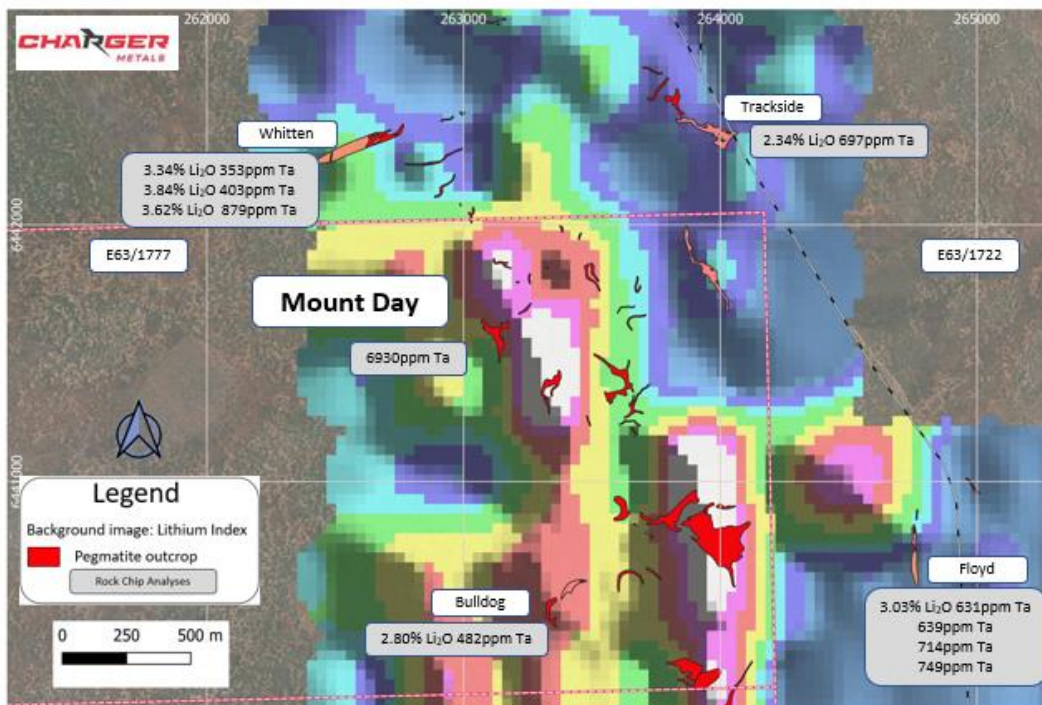 262000
263000
264000
265000
CHARGER
METALS
Trackside
2.34% Li₂O 697ppm Ta
Whitten
3.34% Li₂O 353ppm Ta
3.84% Li₂O 403ppm Ta
3.62% Li₂O 879ppm Ta
6442000
E63/1777
E63/1722
Mount Day
6930ppm Ta
6441000
Legend
Background image: Lithium Index
Pegmatite outcrop
Rock Chip Analyses
0 250 500 m
Bulldog
2.80% Li₂O 482ppm Ta
Floyd
3.03% Li₂O 631ppm Ta
639ppm Ta
714ppm Ta
749ppm Ta